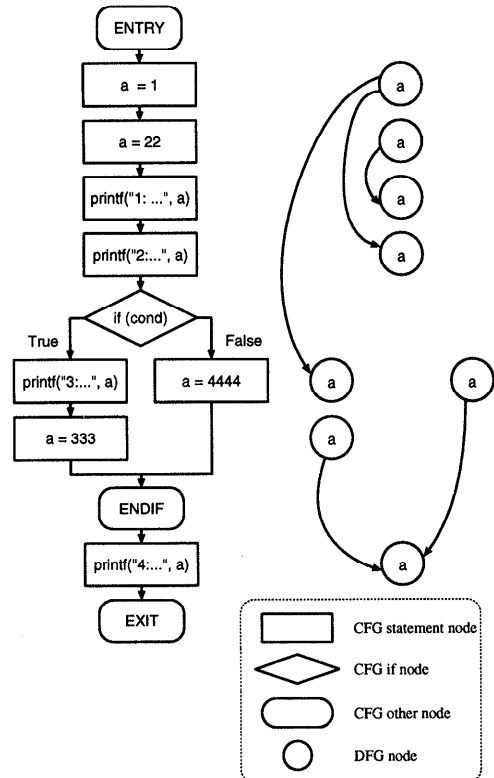 ENTRY
a = 1
a
a = 22
a
printf("1: ...", a)
a
printf("2:...", a)
a
if (cond)
True
False
printf("3:...", a)
a = 4444
a
a
a = 333
a
ENDIF
printf("4:...", a)
a
EXIT
CFG statement node
CFG if node
CFG other node
DFG node